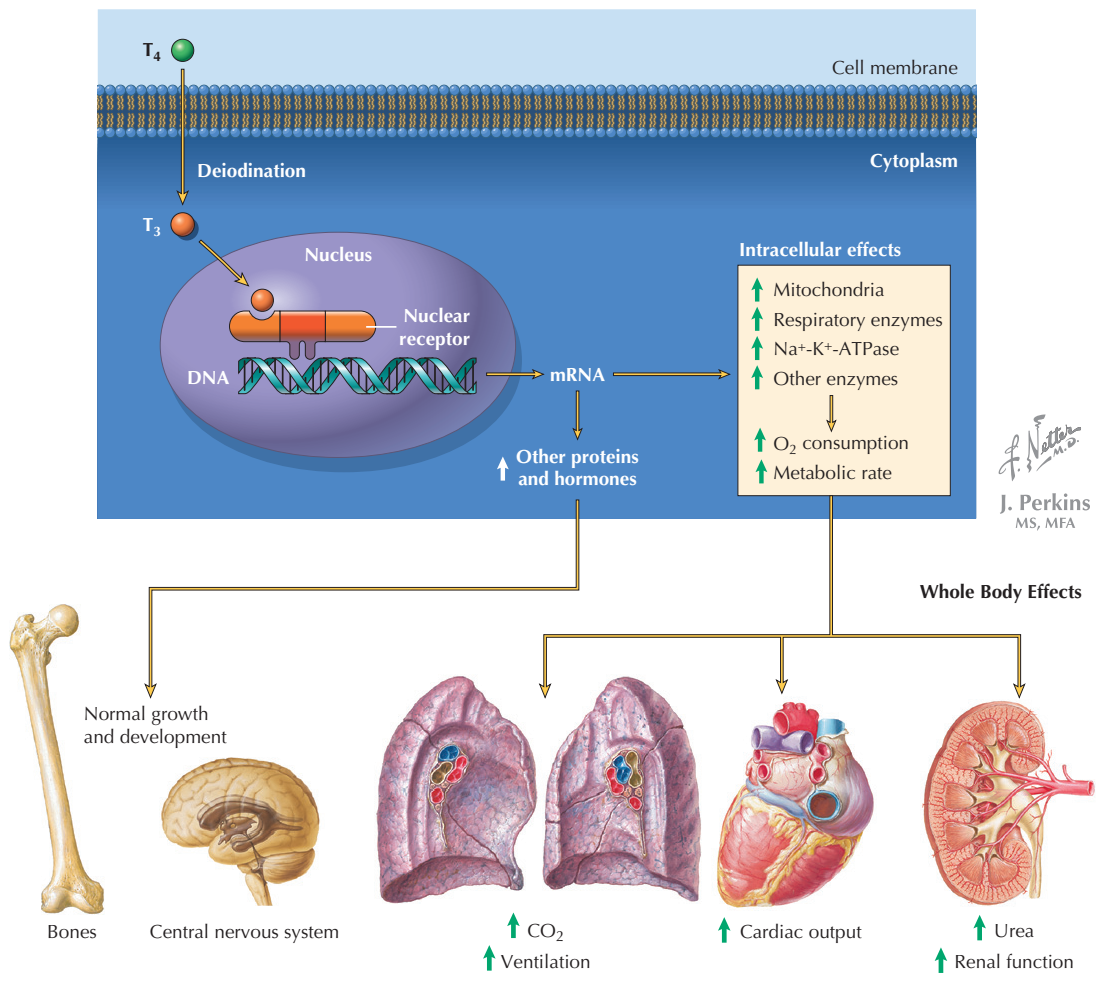 T₄
Cell membrane
Deiodination
Cytoplasm
T₃
Nucleus
Intracellular effects
Mitochondria
Respiratory enzymes
Na⁺-K⁺-ATPase
Other enzymes
O₂ consumption
Metabolic rate
Nuclear
receptor
DNA
mRNA
Other proteins
and hormones
F. Netter
M.D.
J. Perkins
MS, MFA
Whole Body Effects
Normal growth
and development
Bones
Central nervous system
CO₂
Ventilation
Cardiac output
Urea
Renal function